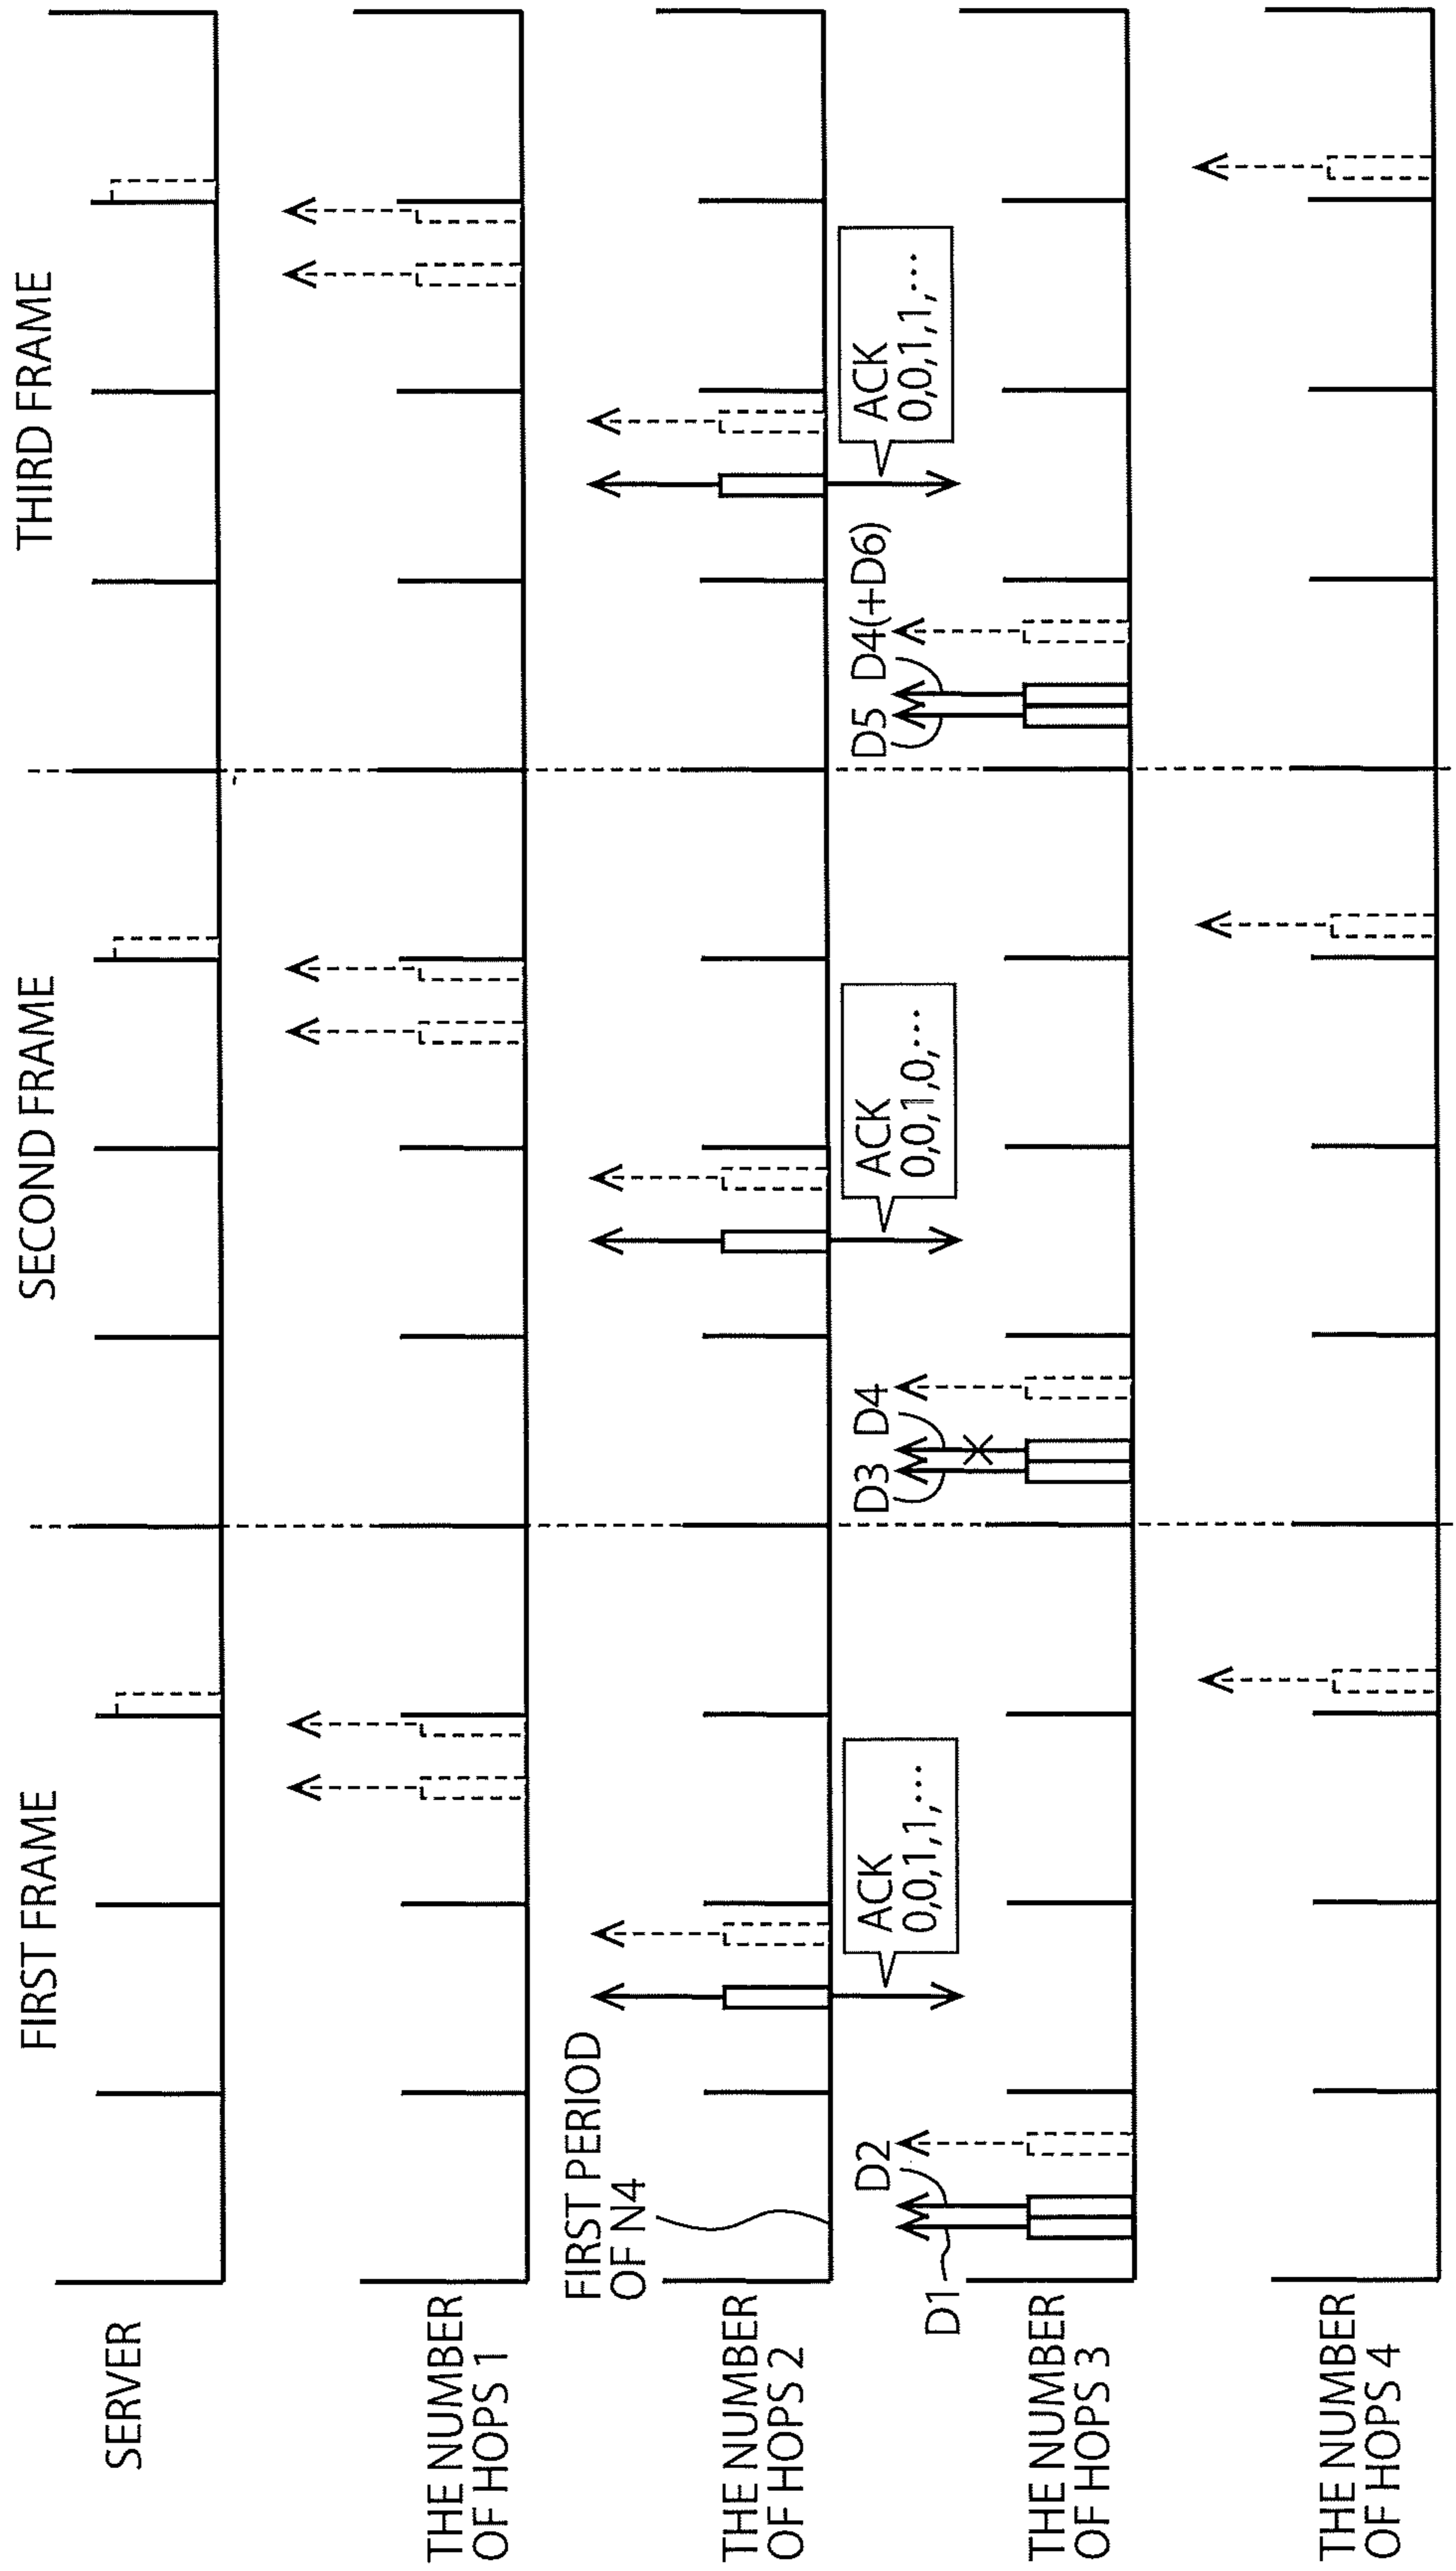 FIRST FRAME
SECOND FRAME
THIRD FRAME
SERVER
THE NUMBER
OF HOPS 1
FIRST PERIOD
OF N4
THE NUMBER
OF HOPS 2
ACK
0,0,1,1,···
ACK
0,0,1,0,···
ACK
0,0,1,1,···
D1
D2
D3
D4
D5
D4(+D6)
THE NUMBER
OF HOPS 3
THE NUMBER
OF HOPS 4